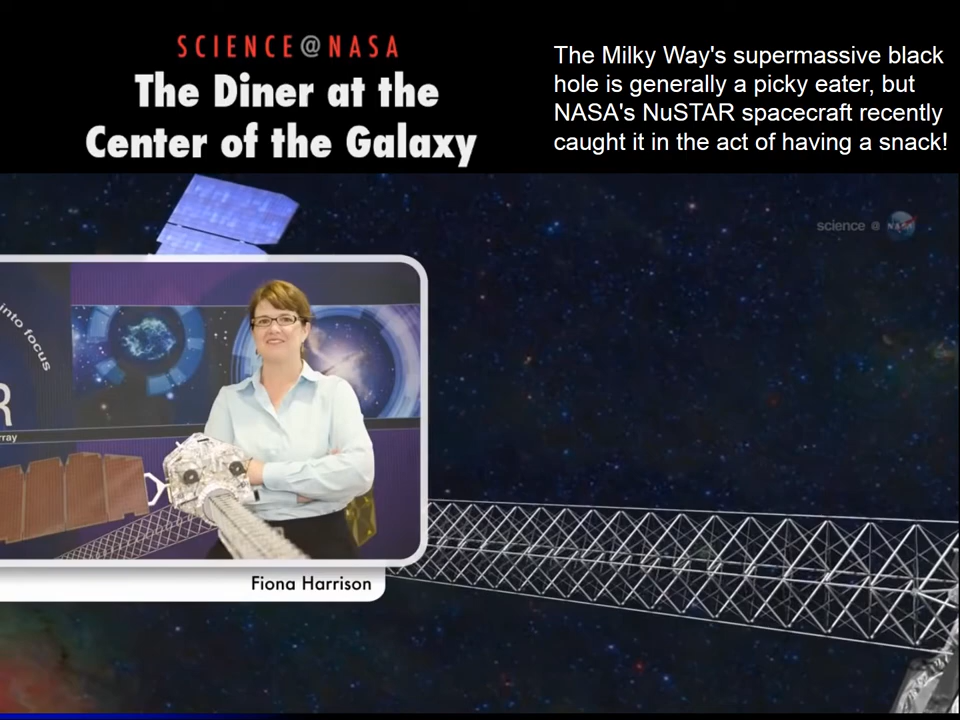 SCIENCE@NASA
The Diner at the
Center of the Galaxy
The Milky Way's supermassive black
hole is generally a picky eater, but
NASA's NuSTAR spacecraft recently
caught it in the act of having a snack!
science @ NASA
into focus
R
rray
Fiona Harrison